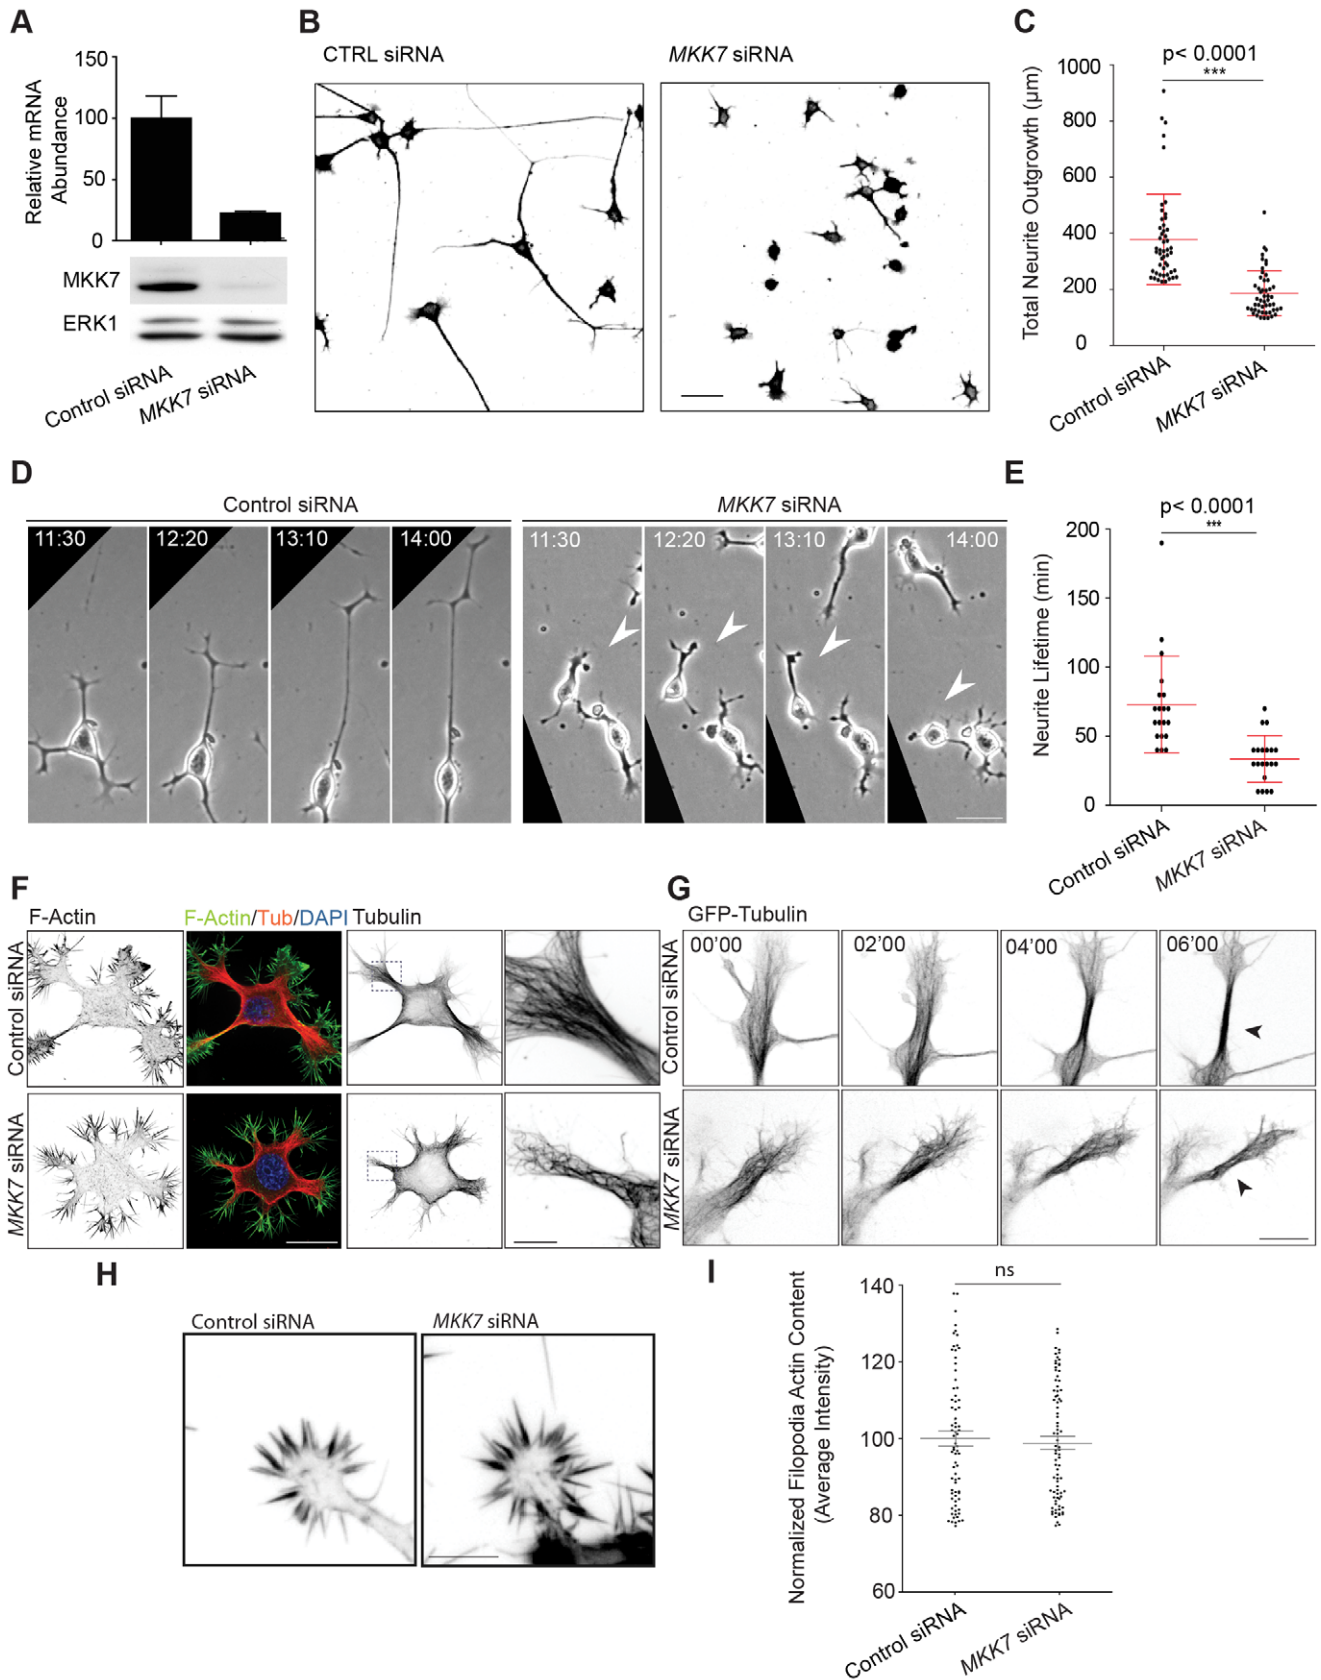 A
Relative mRNA
Abundance
150
100
50
0
MKK7
ERK1
Control siRNA
MKK7 siRNA
B
CTRL siRNA
MKK7 siRNA
C
p< 0.0001
***
Total Neurite Outgrowth (μm)
1000
800
600
400
200
0
Control siRNA
MKK7 siRNA
D
Control siRNA
MKK7 siRNA
11:30
12:20
13:10
14:00
11:30
12:20
13:10
14:00
E
p< 0.0001
***
Neurite Lifetime (min)
200
150
100
50
0
Control siRNA
MKK7 siRNA
F
F-Actin
F-Actin/Tub/DAPI
Tubulin
Control siRNA
MKK7 siRNA
G
GFP-Tubulin
Control siRNA
00'00
02'00
04'00
06'00
MKK7 siRNA
H
Control siRNA
MKK7 siRNA
I
ns
Normalized Filopodia Actin Content
(Average Intensity)
140
120
100
80
60
Control siRNA
MKK7 siRNA